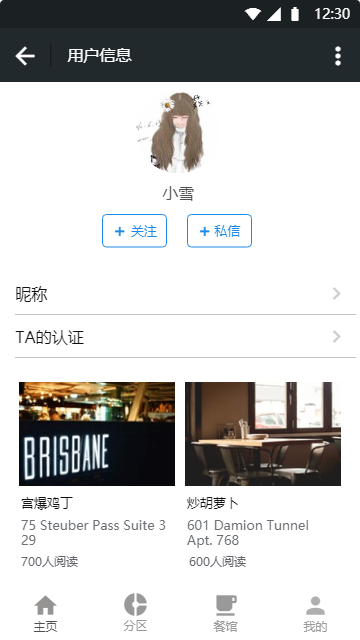 12:30
用户信息
小雪
+ 关注
+ 私信
昵称
TA的认证
BRISBANE
宫爆鸡丁
炒胡萝卜
75 Steuber Pass Suite 3
29
601 Damion Tunnel
Apt. 768
700人阅读
600人阅读
主页
分区
餐馆
我的